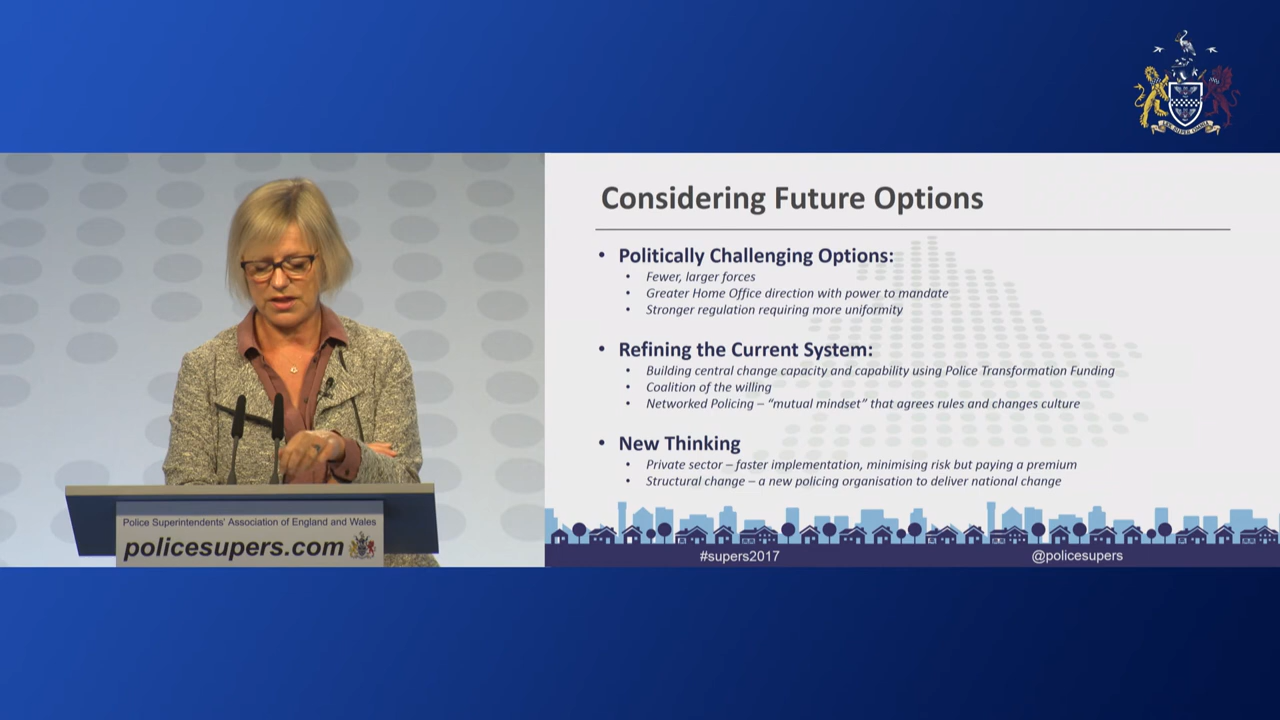 Considering Future Options
• Politically Challenging Options:
• Fewer, larger forces
• Greater Home Office direction with power to mandate
• Stronger regulation requiring more uniformity
• Refining the Current System:
• Building central change capacity and capability using Police Transformation Funding
• Coalition of the willing
• Networked Policing – “mutual mindset” that agrees rules and changes culture
• New Thinking
• Private sector – faster implementation, minimising risk but paying a premium
• Structural change – a new policing organisation to deliver national change
#supers2017
@policesupers
Police Superintendents' Association of England and Wales
policesupers.com